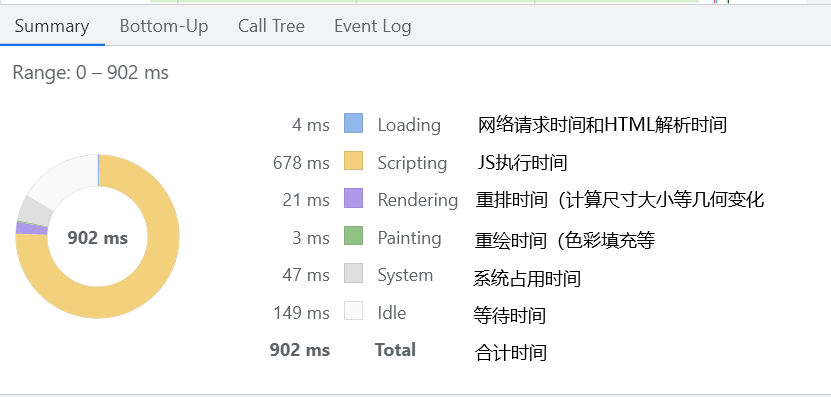 Summary Bottom-Up Call Tree Event Log
Range: 0 – 902 ms
4 ms Loading 网络请求时间和HTML解析时间
678 ms Scripting JS执行时间
21 ms Rendering 重排时间（计算尺寸大小等几何变化
902 ms 3 ms Painting 重绘时间（色彩填充等
47 ms System 系统占用时间
149 ms Idle 等待时间
902 ms Total 合计时间